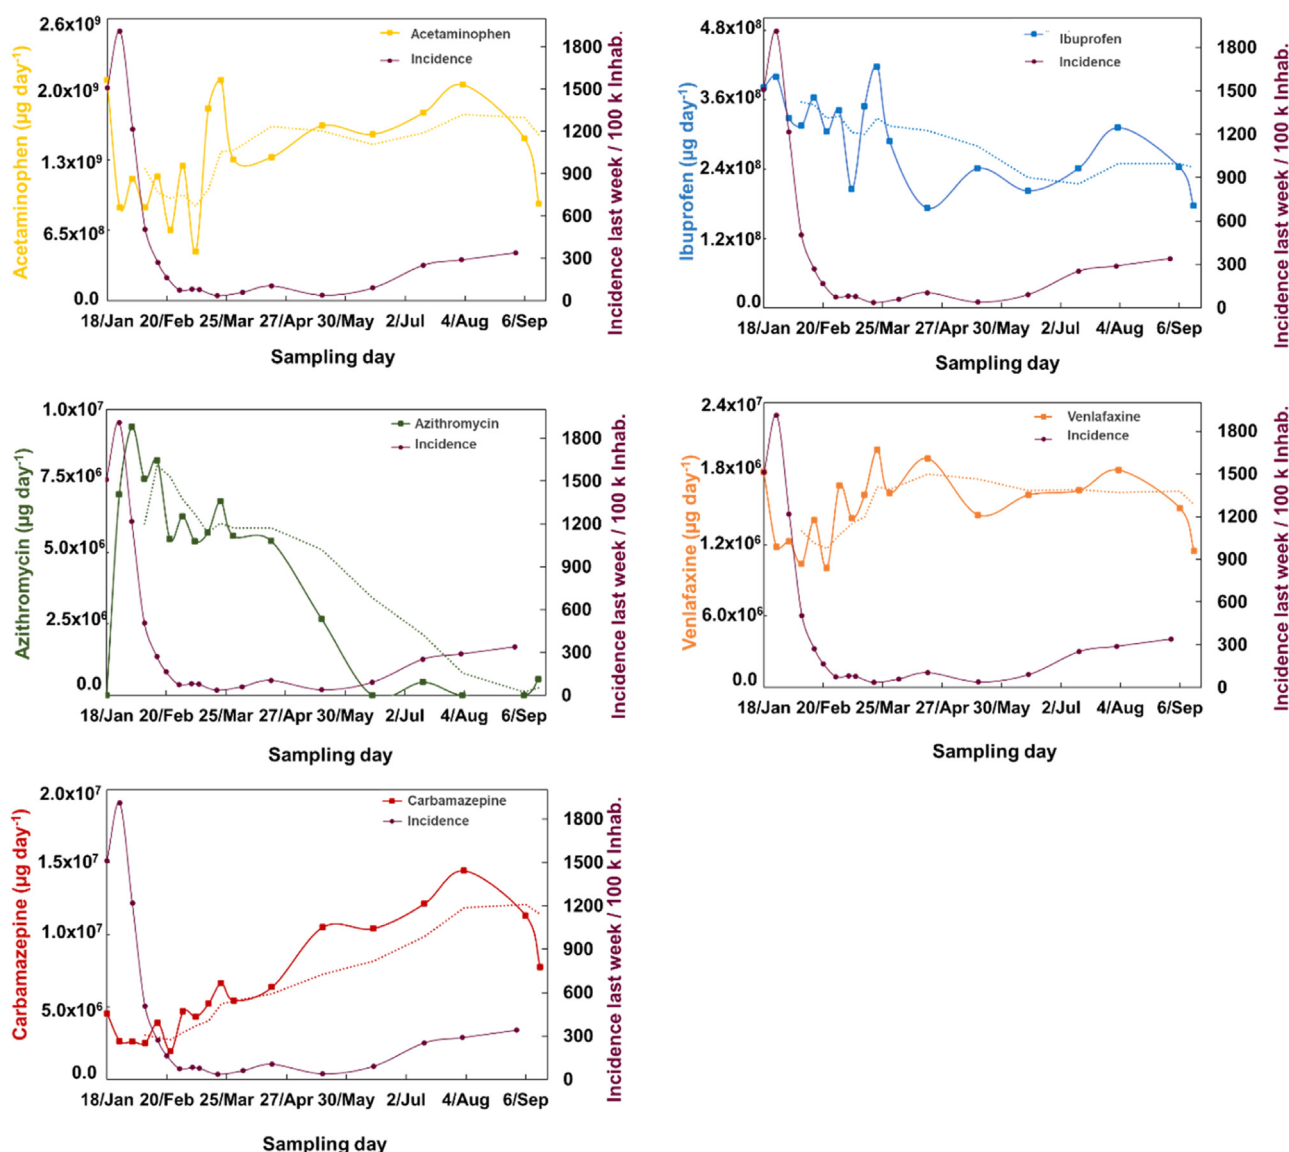 Acetaminophen (µg day⁻¹)
2.6x10⁹
2.0x10⁹
1.3x10⁹
6.5x10⁸
0.0
Acetaminophen
Incidence
1800
1500
1200
900
600
300
0
Incidence last week / 100 k Inhab.
18/Jan 20/Feb 25/Mar 27/Apr 30/May 2/Jul 4/Aug 6/Sep
Sampling day
Ibuprofen (µg day⁻¹)
4.8x10⁸
3.6x10⁸
2.4x10⁸
1.2x10⁸
0.0
Ibuprofen
Incidence
1800
1500
1200
900
600
300
0
Incidence last week / 100 k Inhab.
18/Jan 20/Feb 25/Mar 27/Apr 30/May 2/Jul 4/Aug 6/Sep
Sampling day
Azithromycin (µg day⁻¹)
1.0x10⁷
7.5x10⁶
5.0x10⁶
2.5x10⁶
0.0
Azithromycin
Incidence
1800
1500
1200
900
600
300
0
Incidence last week / 100 k Inhab.
18/Jan 20/Feb 25/Mar 27/Apr 30/May 2/Jul 4/Aug 6/Sep
Sampling day
Venlafaxine (µg day⁻¹)
2.4x10⁷
1.8x10⁶
1.2x10⁶
6.0x10⁶
0.0
Venlafaxine
Incidence
1800
1500
1200
900
600
300
0
Incidence last week / 100 k Inhab.
18/Jan 20/Feb 25/Mar 27/Apr 30/May 2/Jul 4/Aug 6/Sep
Sampling day
Carbamazepine (µg day⁻¹)
2.0x10⁷
1.5x10⁷
1.0x10⁷
5.0x10⁶
0.0
Carbamazepine
Incidence
1800
1500
1200
900
600
300
0
Incidence last week / 100 k Inhab.
18/Jan 20/Feb 25/Mar 27/Apr 30/May 2/Jul 4/Aug 6/Sep
Sampling day